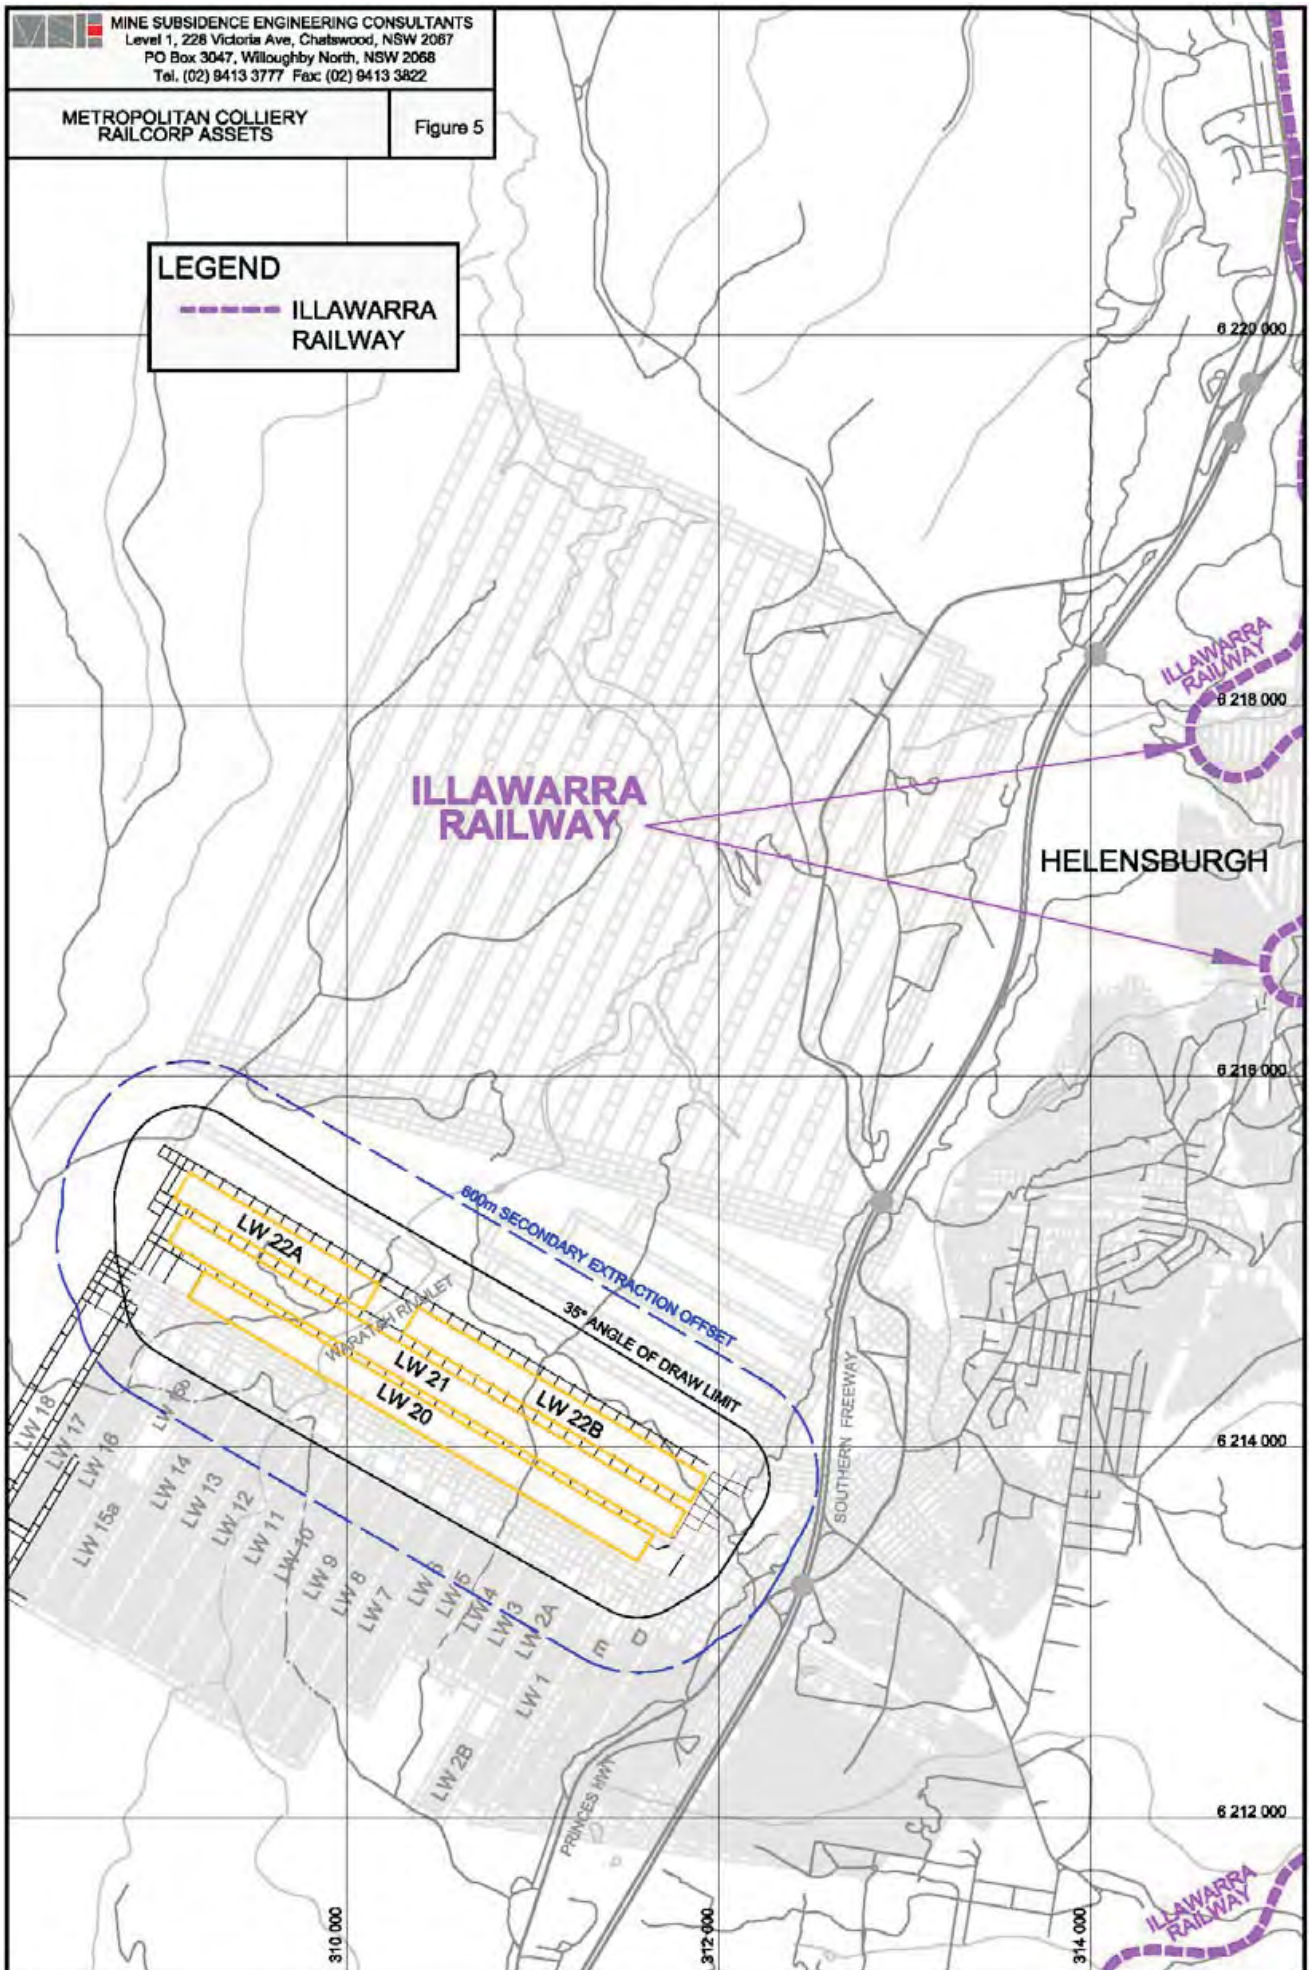 MINE SUBSIDENCE ENGINEERING CONSULTANTS
Level 1, 228 Victoria Ave, Chatswood, NSW 2067
PO Box 3047, Willoughby North, NSW 2068
Tel. (02) 9413 3777 Fax: (02) 9413 3822
METROPOLITAN COLLIERY
RAILCORP ASSETS
Figure 5
LEGEND
ILLAWARRA
RAILWAY
6 220 000
ILLAWARRA
RAILWAY
6 218 000
ILLAWARRA
RAILWAY
HELENSBURGH
6 216 000
600m SECONDARY EXTRACTION OFFSET
35° ANGLE OF DRAW LIMIT
LW 22A
WARATAH RIVULET
LW 21
LW 20
LW 22B
SOUTHERN FREEWAY
6 214 000
LW 18
LW 17
LW 16
LW 15b
LW 15a
LW 14
LW 13
LW 12
LW 11
LW 10
LW 9
LW 8
LW 7
LW 6
LW 5
LW 4
LW 3
LW 2A
E
D
LW 1
LW 2B
PRINCES HWY
6 212 000
ILLAWARRA
RAILWAY
310 000
312 000
314 000